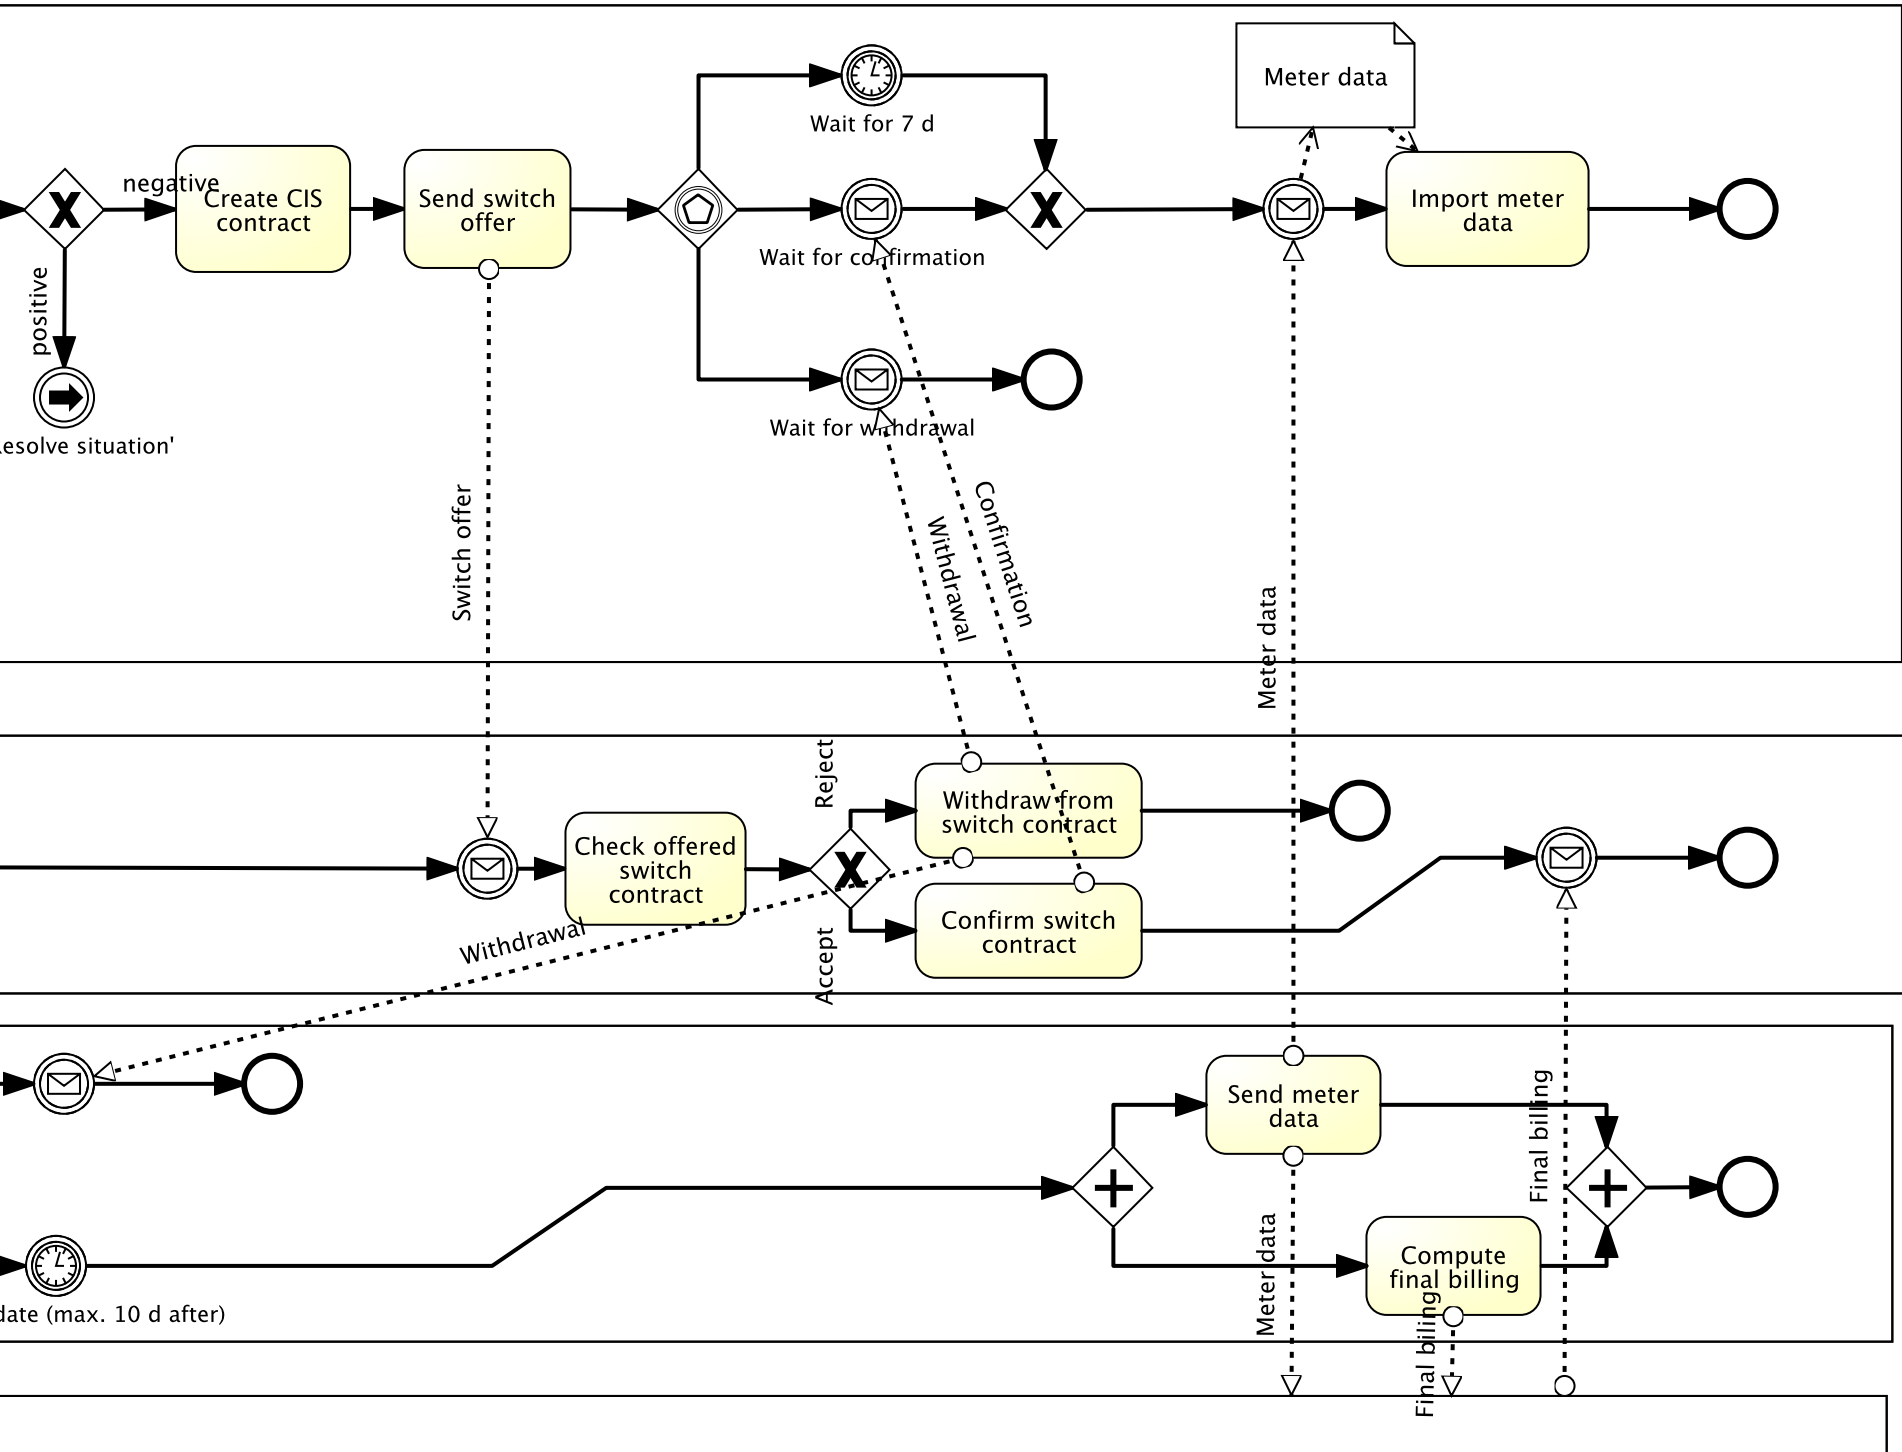 Meter data
Wait for 7 d
negative
Create CIS
contract
Send switch
offer
Import meter
data
Wait for confirmation
positive
esolve situation'
Wait for withdrawal
Switch offer
Withdrawal
Confirmation
Meter data
Reject
Withdraw from
switch contract
Check offered
switch
contract
Accept
Confirm switch
contract
Withdrawal
Send meter
data
Final billing
Meter data
Compute
final billing
date (max. 10 d after)
Final biling